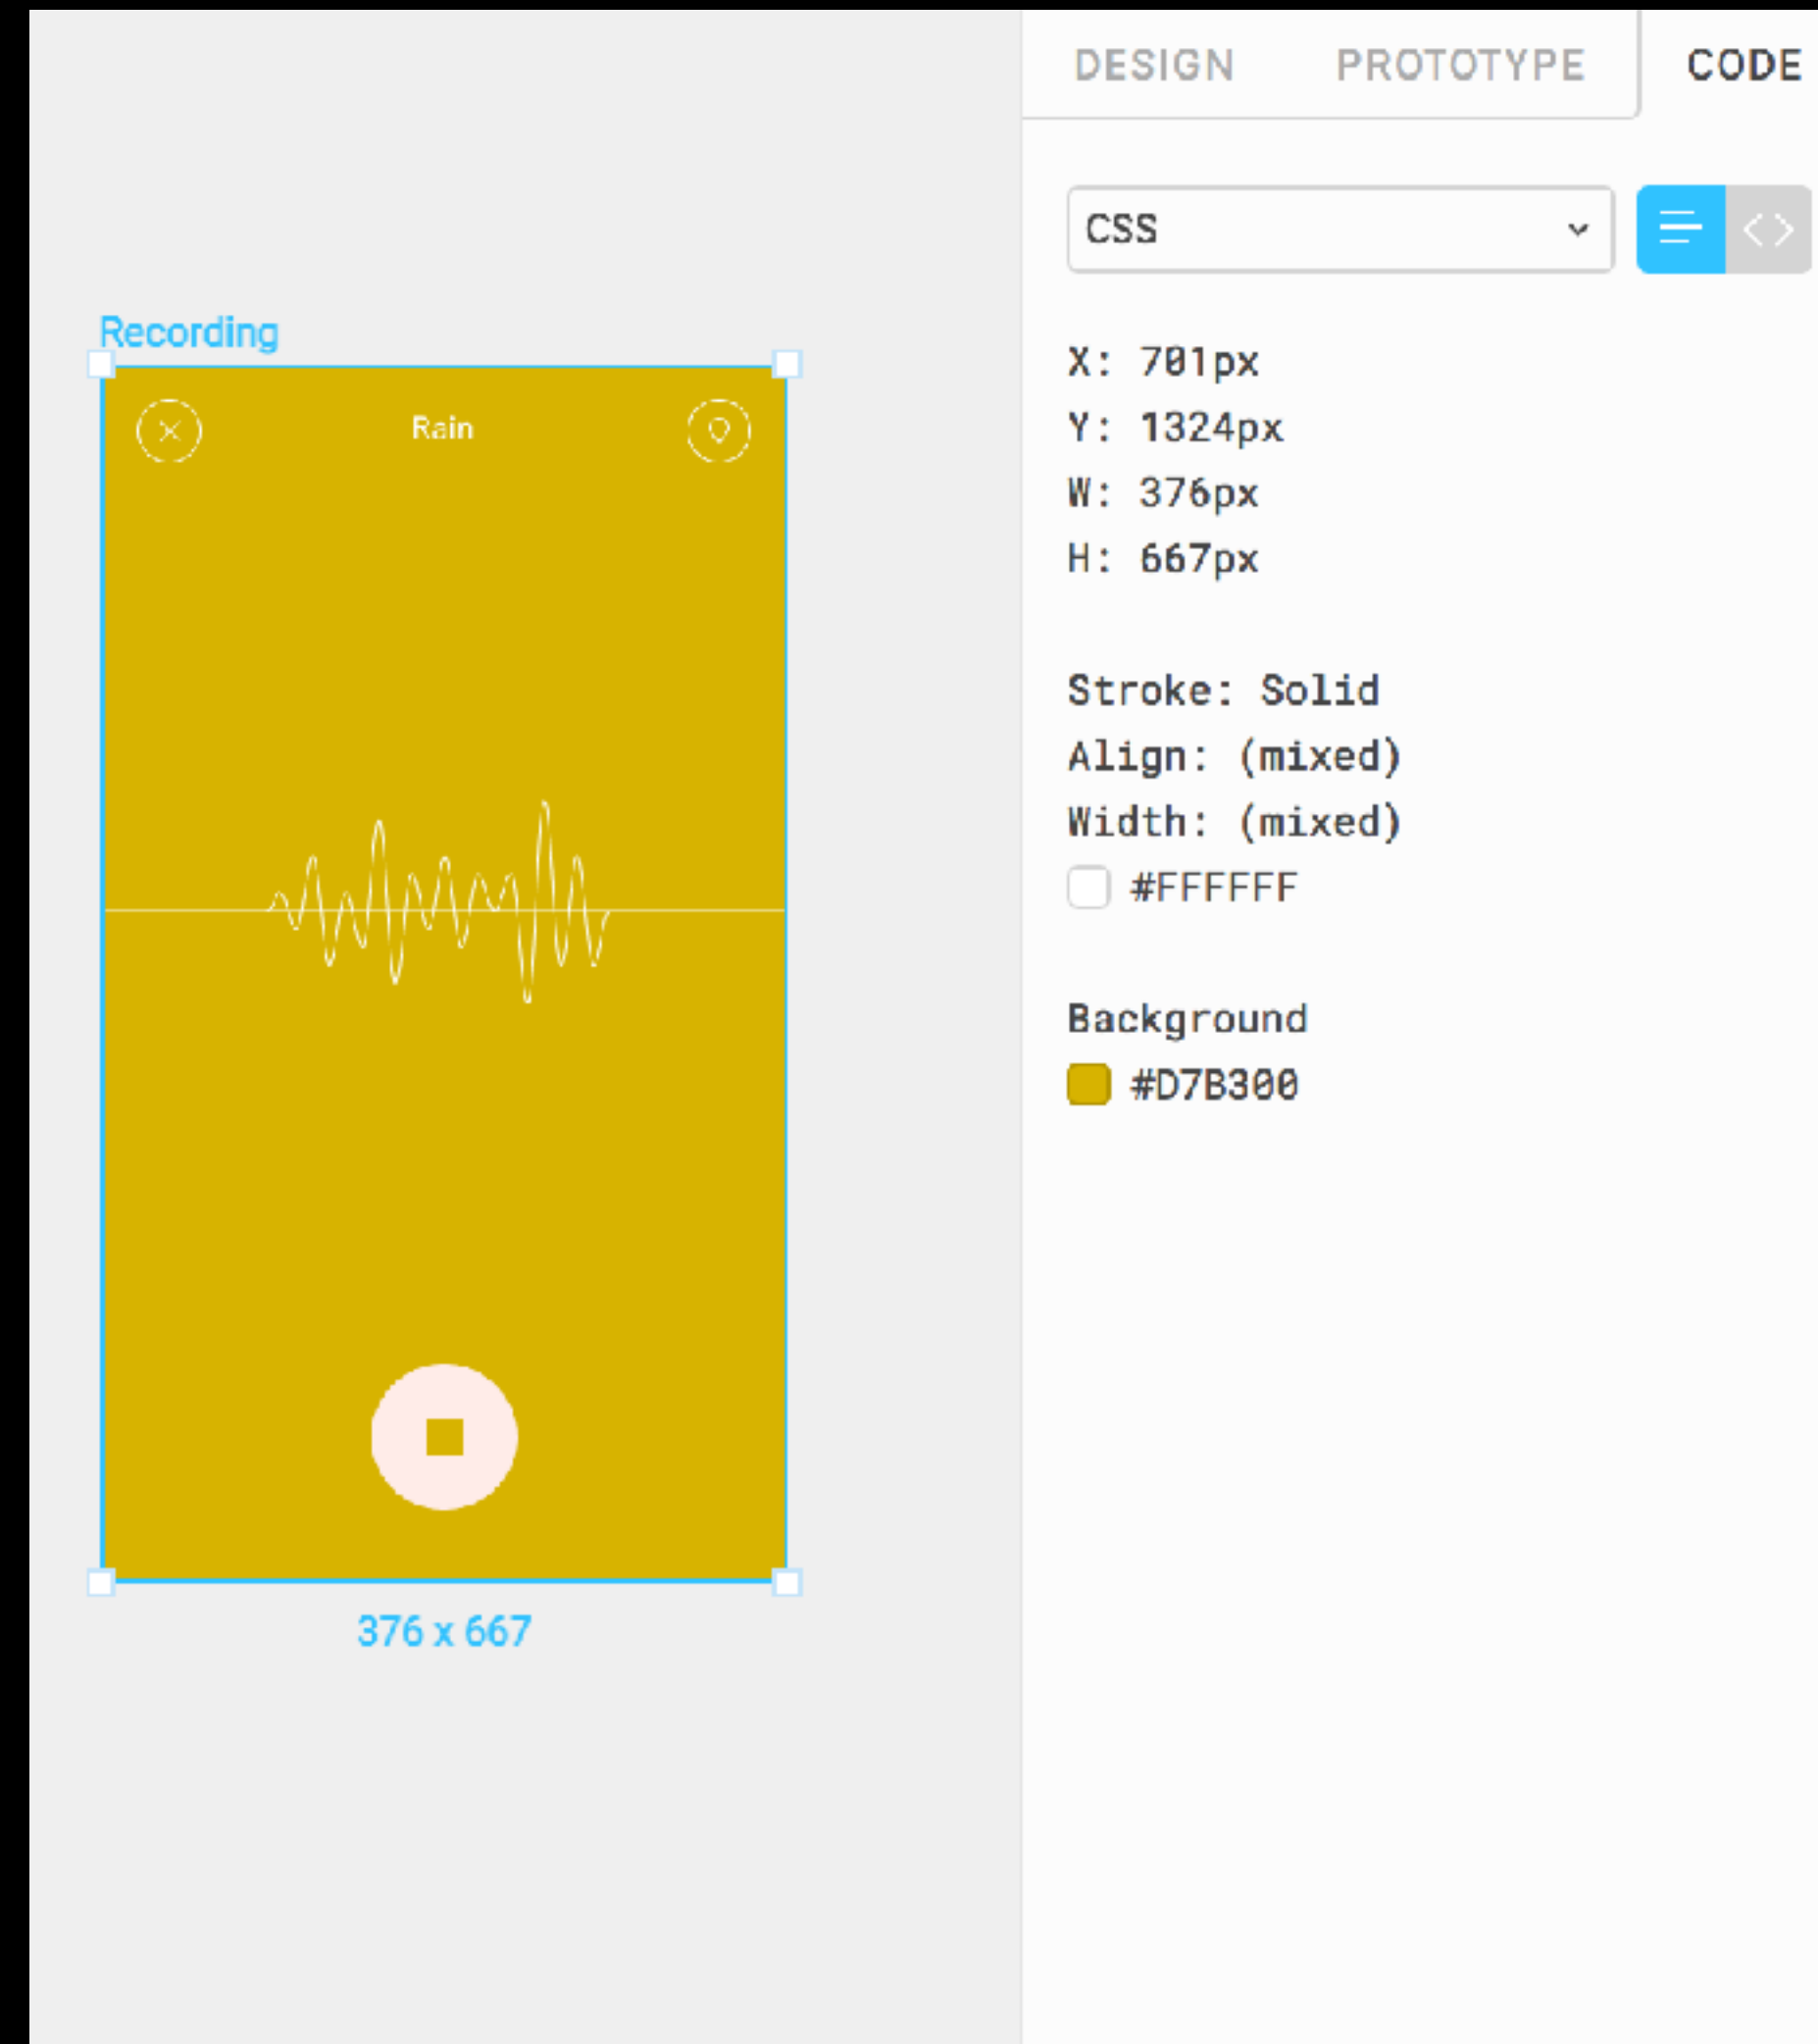 DESIGN PROTOTYPE CODE
CSS
Recording
Rain
376 x 667
X: 701px
Y: 1324px
W: 376px
H: 667px
Stroke: Solid
Align: (mixed)
Width: (mixed)
#FFFFFF
Background
#D7B300